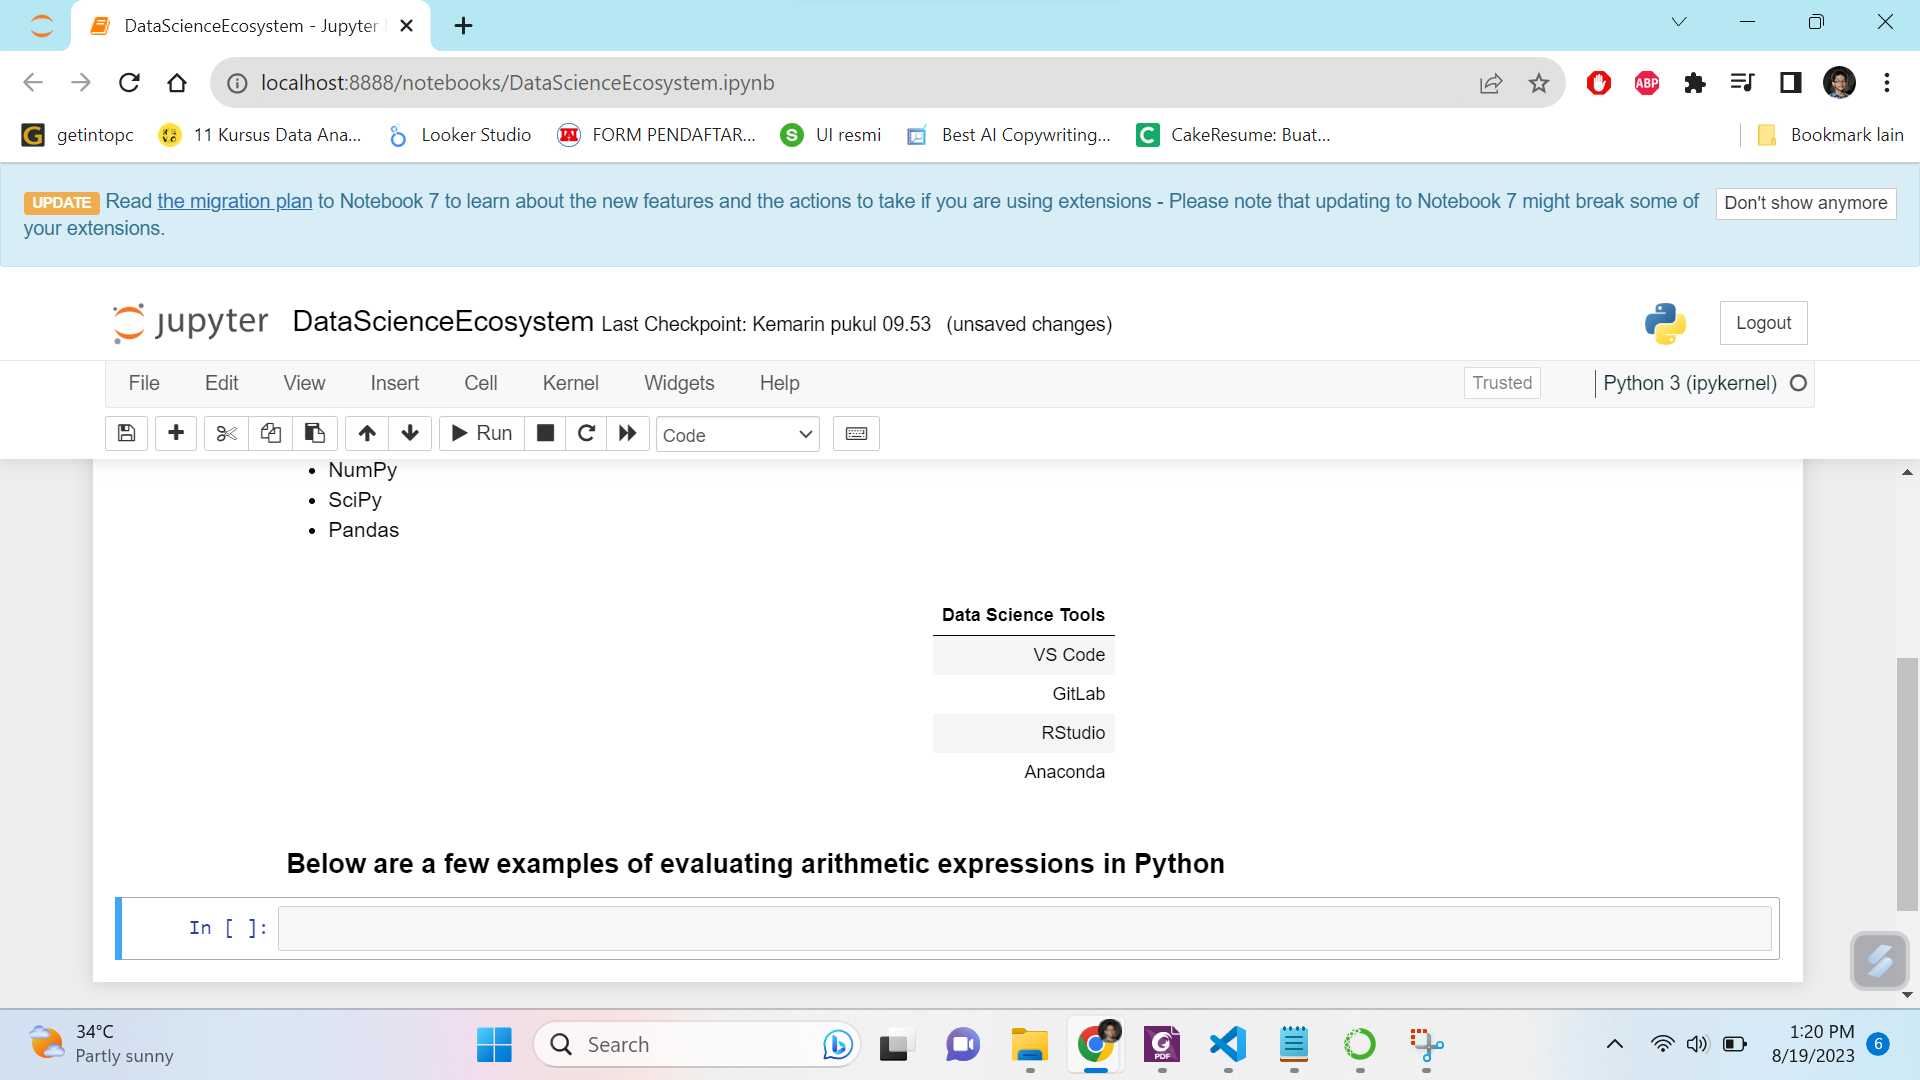 DataScienceEcosystem - Jupyter
localhost:8888/notebooks/DataScienceEcosystem.ipynb
ABP
getintopc
11 Kursus Data Ana...
Looker Studio
FORM PENDAFTAR...
S
UI resmi
Best AI Copywriting...
C
CakeResume: Buat...
Bookmark lain
UPDATE Read the migration plan to Notebook 7 to learn about the new features and the actions to take if you are using extensions - Please note that updating to Notebook 7 might break some of
your extensions.
Don't show anymore
jupyter DataScienceEcosystem Last Checkpoint: Kemarin pukul 09.53 (unsaved changes)
Logout
File Edit View Insert Cell Kernel Widgets Help
Trusted
Python 3 (ipykernel)
Run
Code
• NumPy
• SciPy
• Pandas
Data Science Tools
VS Code
GitLab
RStudio
Anaconda
Below are a few examples of evaluating arithmetic expressions in Python
In [ ]:
34°C
Partly sunny
Search
PDF
1:20 PM
8/19/2023
6